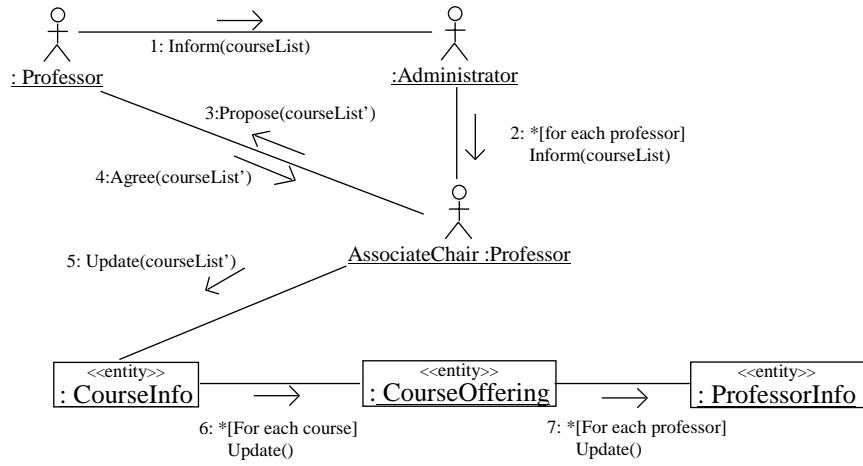 1: Inform(courseList)
: Professor
:Administrator
3:Propose(courseList’)
2: *[for each professor]
Inform(courseList)
4:Agree(courseList’)
AssociateChair :Professor
5: Update(courseList’)
<<entity>>
: CourseInfo
<<entity>>
: CourseOffering
<<entity>>
: ProfessorInfo
6: *[For each course]
Update()
7: *[For each professor]
Update()